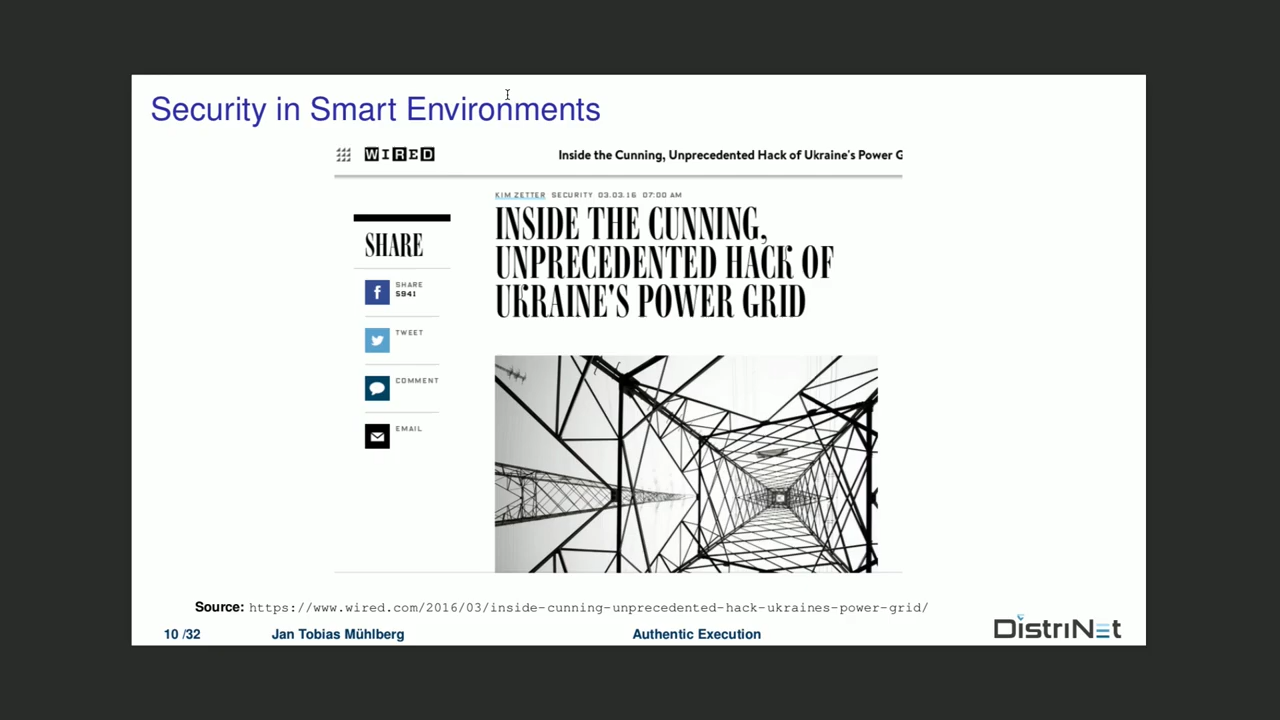 Security in Smart Environments
WIRED
Inside the Cunning, Unprecedented Hack of Ukraine's Power G
KIM ZETTER SECURITY 03.03.16 07:00 AM
INSIDE THE CUNNING,
UNPRECEDENTED HACK OF
UKRAINE'S POWER GRID
SHARE
SHARE
5941
TWEET
COMMENT
EMAIL
Source: https://www.wired.com/2016/03/inside-cunning-unprecedented-hack-ukraines-power-grid/
10 /32 Jan Tobias Mühlberg Authentic Execution DistriNet